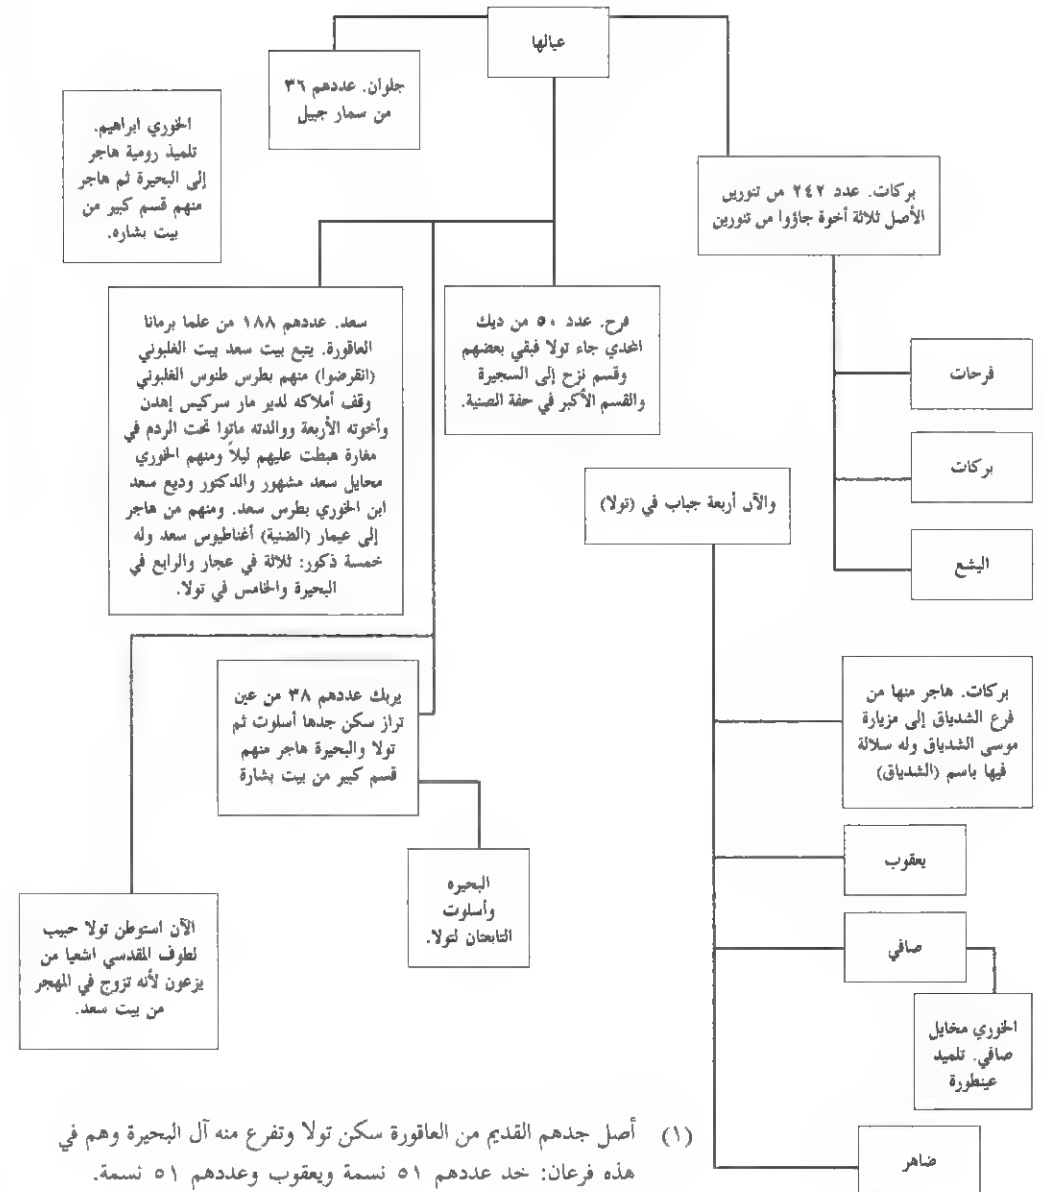 عيالها
جلوان. عددهم ٣٦
من سمار جبيل
الخوري ابراهيم.
تلميذ رومية هاجر
إلى البحيرة ثم هاجر
منهم قسم كبير من
بيت بشاره.
بركات. عدد ٢٤٢ من تنورين
الأصل ثلاثة أخوة جاؤوا من تنورين
فرحات
بركات
اليشع
فرح. عدد ٥٠ من ديك
المحدي جاء تولا فبقي بعضهم
وقسم نزح إلى السجيرة
والقسم الأكبر في حفة الصنية.
سعد. عددهم ١٨٨ من علما برمانا
العاقورة. يتبع بيت سعد بيت الغلبوني
(انقرضوا) منهم بطرس طنوس الغلبوني
وقف أملاكه لدير مار سركيس إهدن
وأخوته الأربعة ووالدته ماتوا تحت الردم في
مغارة هبطت عليهم ليلاً ومنهم الخوري
محايل سعد مشهور والدكتور وديع سعد
ابن الخوري بطرس سعد. ومنهم من هاجر
إلى عيمار (الضنية) أغناطيوس سعد وله
خمسة ذكور: ثلاثة في عجار والرابع في
البحيرة والخامس في تولا.
والآن أربعة جباب في (تولا)
بركات. هاجر منها من
فرع الشدياق إلى مزيارة
موسى الشدياق وله سلالة
فيها باسم (الشدياق)
يعقوب
صافي
الخوري مخايل
صافي. تلميد
عينطورة
ضاهر
يربك عددهم ٣٨ من عين
تراز سكن جدها أسلوت ثم
تولا والبحيرة هاجر منهم
قسم كبير من بيت بشارة
البحيره
وأسلوت
التابعتان لتولا.
الآن استوطن تولا حبيب
لطوف المقدسي اشعيا من
يزعون لأنه تزوج في المهجر
من بيت سعد.
(١) أصل جدهم القديم من العاقورة سكن تولا وتفرع منه آل البحيرة وهم في
هذه فرعان: خد عددهم ٥١ نسمة ويعقوب وعددهم ٥١ نسمة.